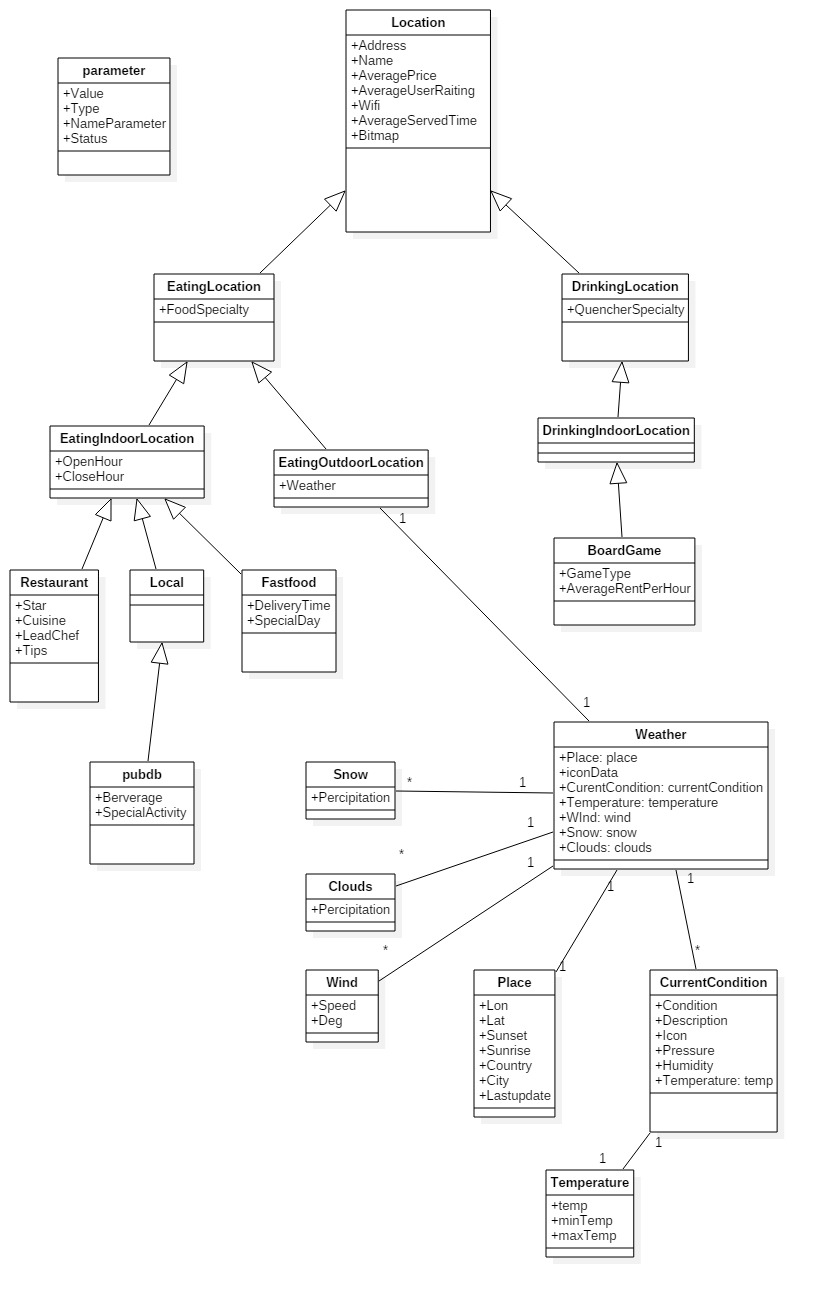 Location
+Address
+Name
+AveragePrice
+AverageUserRaiting
+Wifi
+AverageServedTime
+Bitmap
parameter
+Value
+Type
+NameParameter
+Status
EatingLocation
+FoodSpecialty
DrinkingLocation
+QuencherSpecialty
EatingIndoorLocation
+OpenHour
+CloseHour
EatingOutdoorLocation
+Weather
DrinkingIndoorLocation
1
BoardGame
+GameType
+AverageRentPerHour
Restaurant
+Star
+Cuisine
+LeadChef
+Tips
Local
Fastfood
+DeliveryTime
+SpecialDay
1
pubdb
+Berverage
+SpecialActivity
Weather
+Place: place
+iconData
+CurentCondition: currentCondition
+Temperature: temperature
+WInd: wind
+Snow: snow
+Clouds: clouds
Snow
+Percipitation
* 1
1
*
Clouds
+Percipitation
1
*
1
1
1
*
Wind
+Speed
+Deg
Place
+Lon
+Lat
+Sunset
+Sunrise
+Country
+City
+Lastupdate
CurrentCondition
+Condition
+Description
+Icon
+Pressure
+Humidity
+Temperature: temp
1
1
Temperature
+temp
+minTemp
+maxTemp